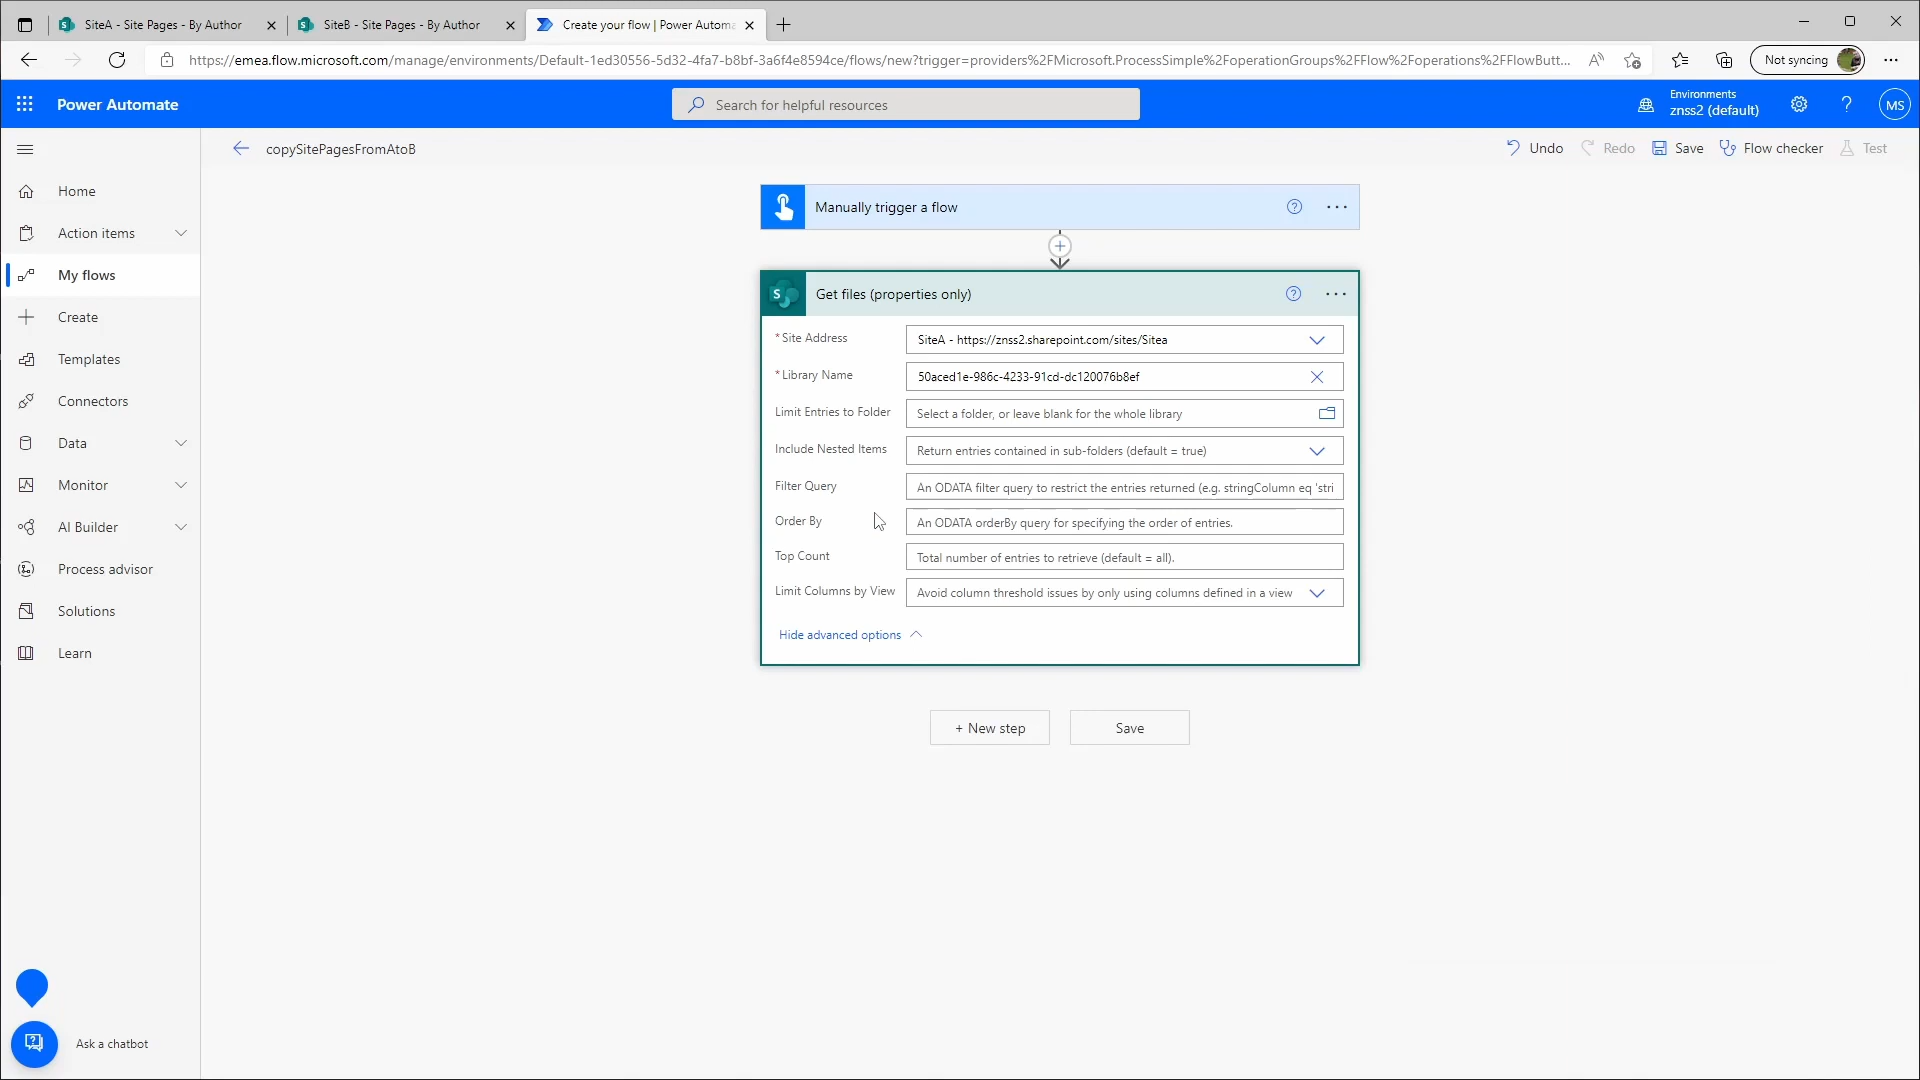 SiteA - Site Pages - By Author
SiteB - Site Pages - By Author
Create your flow | Power Automa
https://emea.flow.microsoft.com/manage/environments/Default-1ed30556-5d32-4fa7-b8bf-3a6f4e8594ce/flows/new?trigger=providers%2FMicrosoft.ProcessSimple%2FoperationGroups%2FFlow%2Foperations%2FFlowButt...
Not syncing
Power Automate
Search for helpful resources
Environments
znss2 (default)
MS
copySitePagesFromAtoB
Undo
Redo
Save
Flow checker
Test
Home
Action items
My flows
Create
Templates
Connectors
Data
Monitor
AI Builder
Process advisor
Solutions
Learn
Ask a chatbot
Manually trigger a flow
Get files (properties only)
* Site Address
SiteA - https://znss2.sharepoint.com/sites/Sitea
* Library Name
50aced1e-986c-4233-91cd-dc120076b8ef
Limit Entries to Folder
Select a folder, or leave blank for the whole library
Include Nested Items
Return entries contained in sub-folders (default = true)
Filter Query
An ODATA filter query to restrict the entries returned (e.g. stringColumn eq 'stri
Order By
An ODATA orderBy query for specifying the order of entries.
Top Count
Total number of entries to retrieve (default = all).
Limit Columns by View
Avoid column threshold issues by only using columns defined in a view
Hide advanced options
+ New step
Save